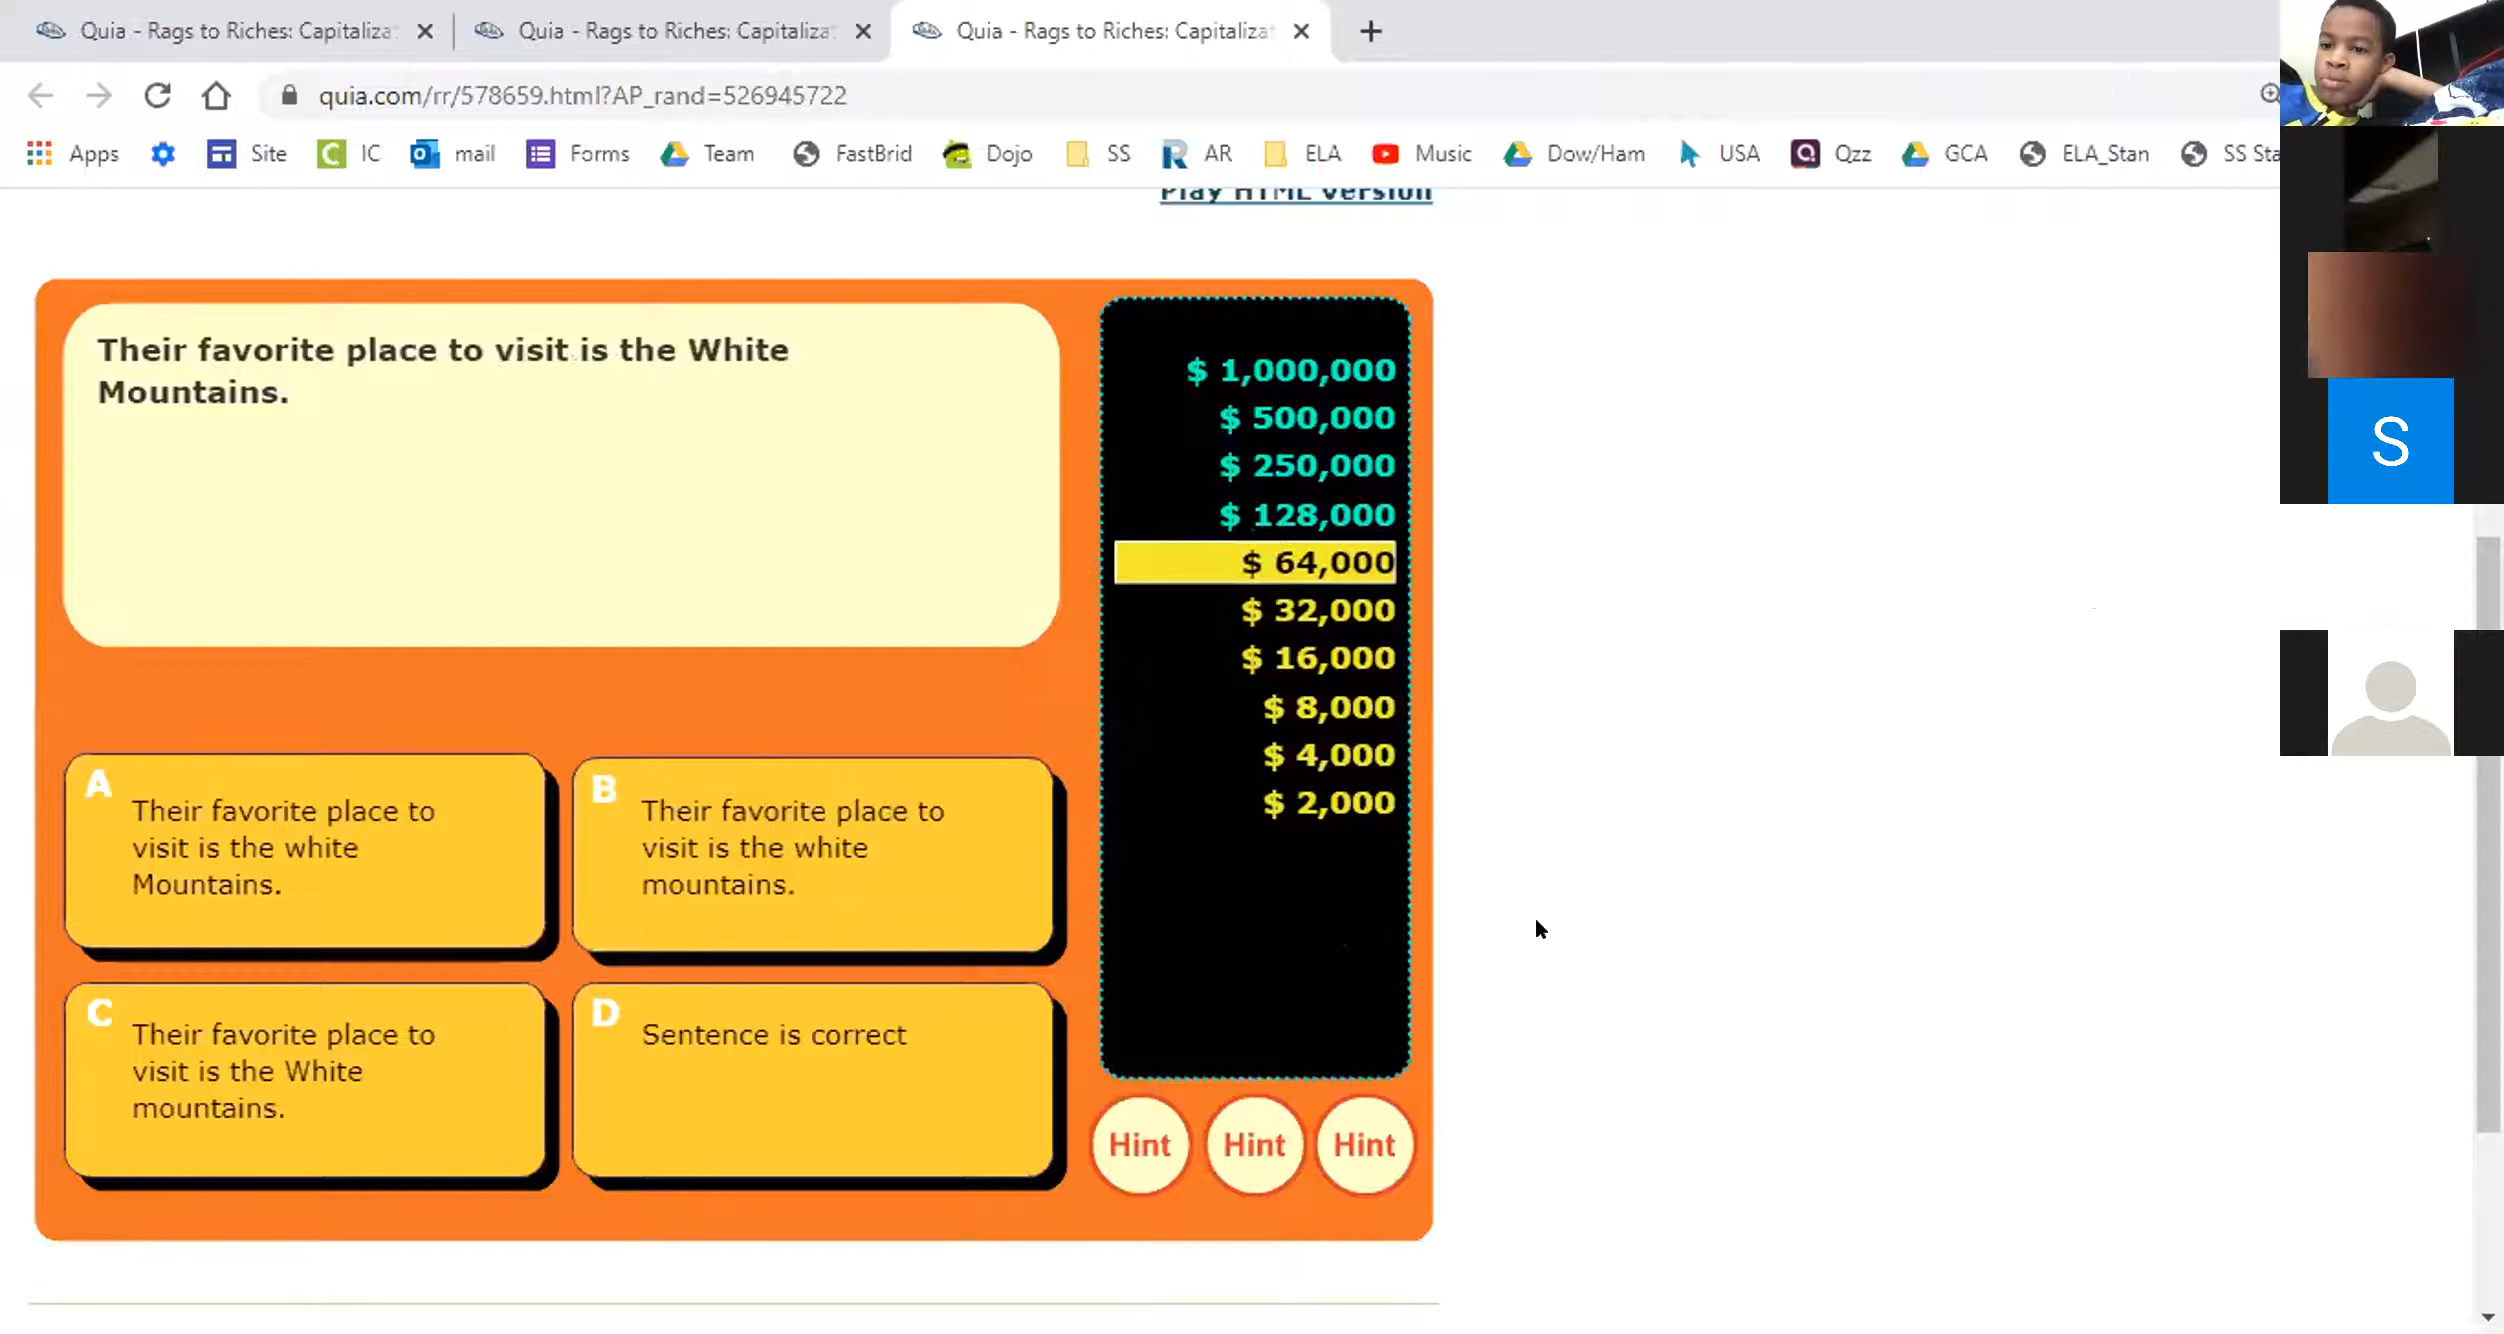 Quia - Rags to Riches: Capitaliza
Quia - Rags to Riches: Capitaliza
Quia - Rags to Riches: Capitaliza
quia.com/rr/578659.html?AP_rand=526945722
Apps Site IC mail Forms Team FastBrid Dojo SS AR ELA Music Dow/Ham USA Qzz GCA ELA_Stan SS Sta
Play HTML version
Their favorite place to visit is the White
Mountains.
$ 1,000,000
$ 500,000
$ 250,000
$ 128,000
$ 64,000
$ 32,000
$ 16,000
$ 8,000
$ 4,000
$ 2,000
A
Their favorite place to
visit is the white
Mountains.
B
Their favorite place to
visit is the white
mountains.
C
Their favorite place to
visit is the White
mountains.
D
Sentence is correct
Hint Hint Hint
S